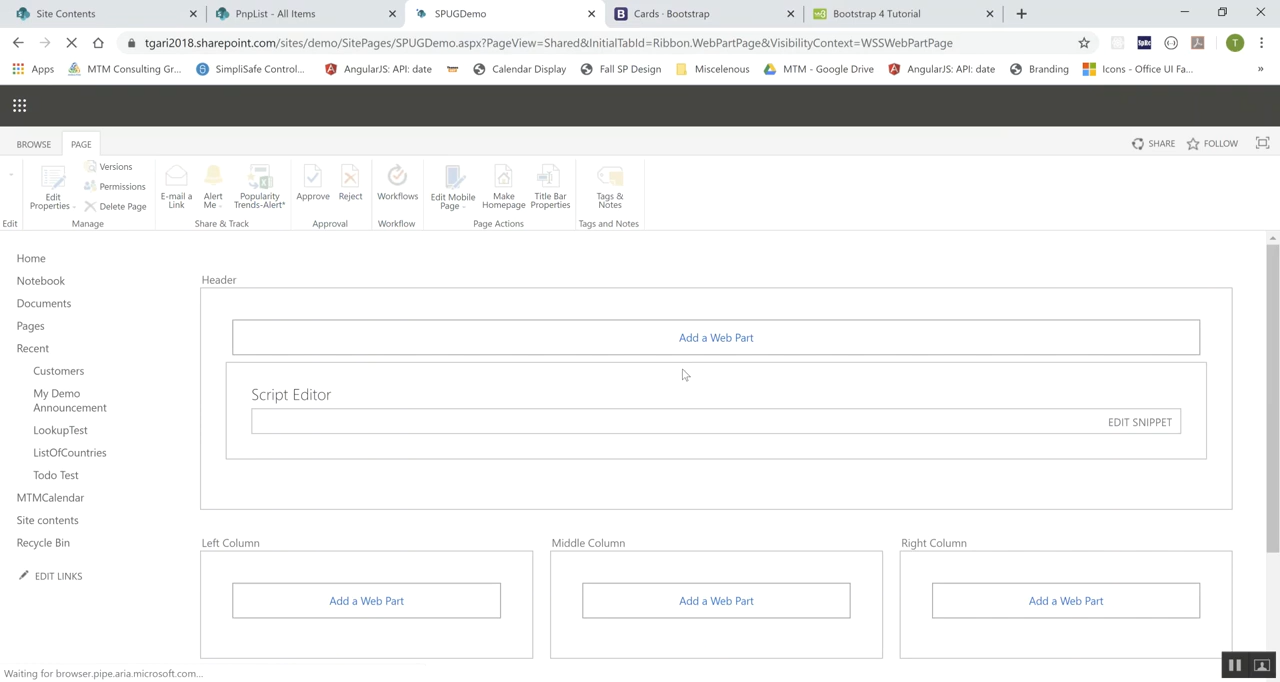 Site Contents
PnpList - All Items
SPUGDemo
Cards · Bootstrap
Bootstrap 4 Tutorial
tgari2018.sharepoint.com/sites/demo/SitePages/SPUGDemo.aspx?PageView=Shared&InitialTabId=Ribbon.WebPartPage&VisibilityContext=WSSWebPartPage
T
Apps
MTM Consulting Gr...
SimpliSafe Control...
AngularJS: API: date
Calendar Display
Fall SP Design
Miscelenous
MTM - Google Drive
AngularJS: API: date
Branding
Icons - Office UI Fa...
»
BROWSE
PAGE
SHARE
FOLLOW
Edit
Properties
Versions
Permissions
Delete Page
E-mail a
Link
Alert
Me
Popularity
Trends-Alert*
Approve
Reject
Workflows
Edit Mobile
Page
Make
Homepage
Title Bar
Properties
Tags &
Notes
Edit
Manage
Share & Track
Approval
Workflow
Page Actions
Tags and Notes
Home
Notebook
Documents
Pages
Recent
Customers
My Demo
Announcement
LookupTest
ListOfCountries
Todo Test
MTMCalendar
Site contents
Recycle Bin
EDIT LINKS
Header
Add a Web Part
Script Editor
EDIT SNIPPET
Left Column
Middle Column
Right Column
Add a Web Part
Add a Web Part
Add a Web Part
Waiting for browser.pipe.aria.microsoft.com...